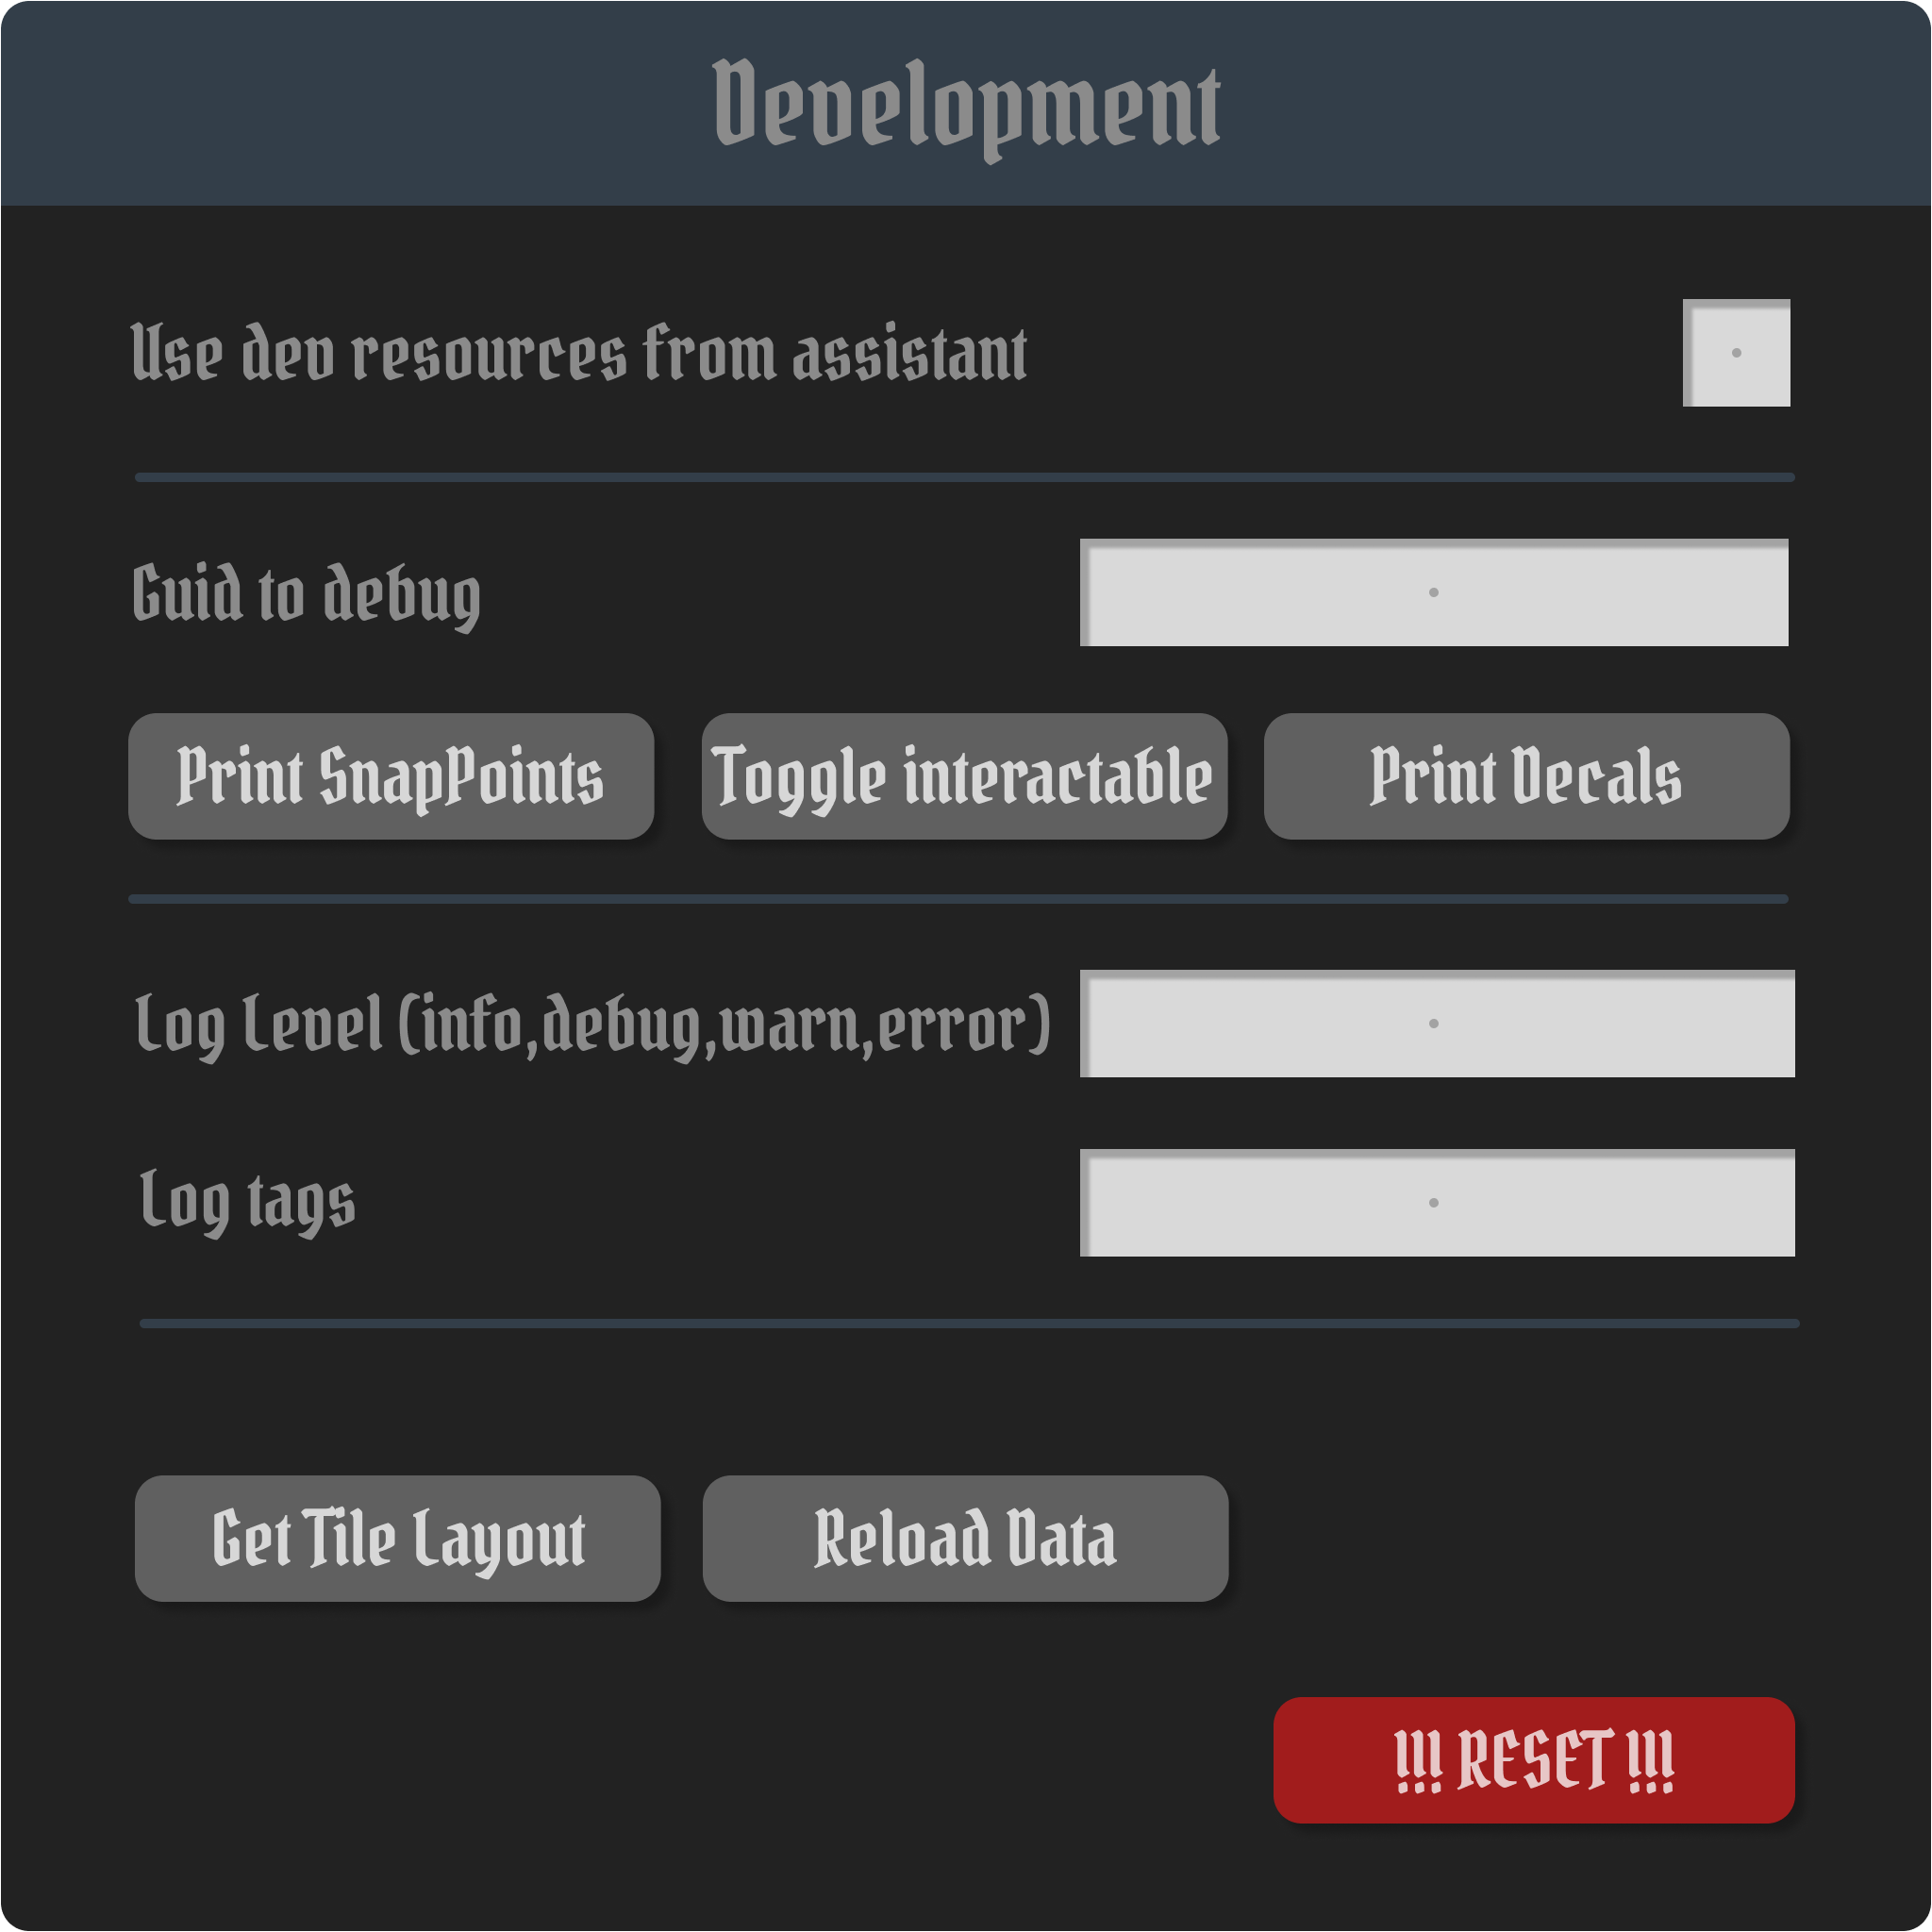 Development
Use dev resources from assistant
Guid to debug
Print SnapPoints
Toggle interactable
Print Decals
Log Level (info,debug,warn,error)
Log tags
Get Tile Layout
Reload Data
!!! RESET !!!